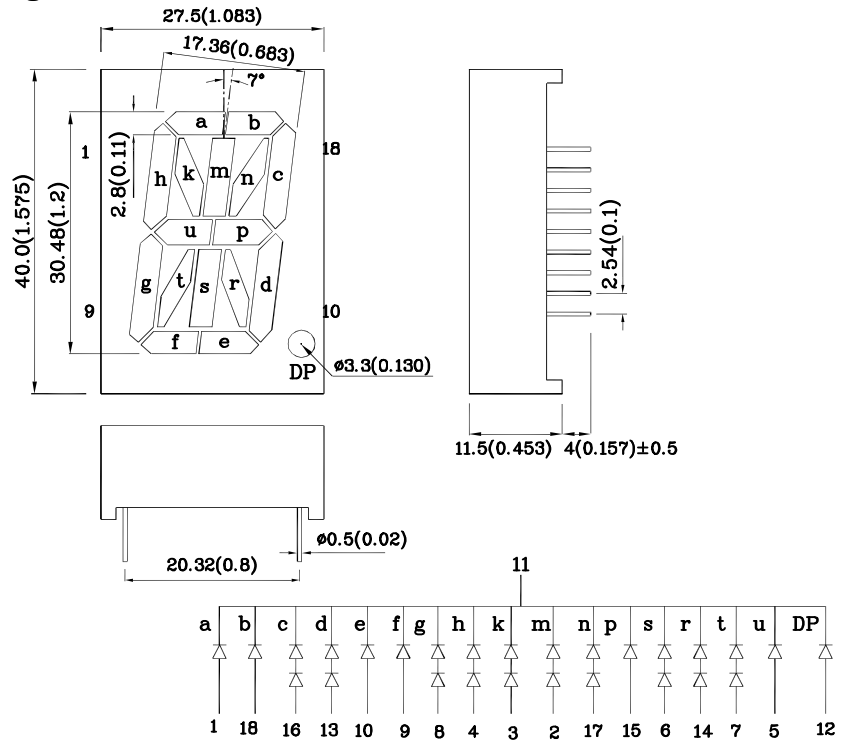 27.5(1.083)
17.36(0.683)
7°
a b
1 18
2.8(0.11)
h k m n c
40.0(1.575)
30.48(1.2)
u p
2.54(0.1)
g t s r d
9 10
f e
DP
ø3.3(0.130)
11.5(0.453) 4(0.157)±0.5
ø0.5(0.02)
20.32(0.8)
11
a b c d e f g h k m n p s r t u DP
1 18 16 13 10 9 8 4 3 2 17 15 6 14 7 5 12